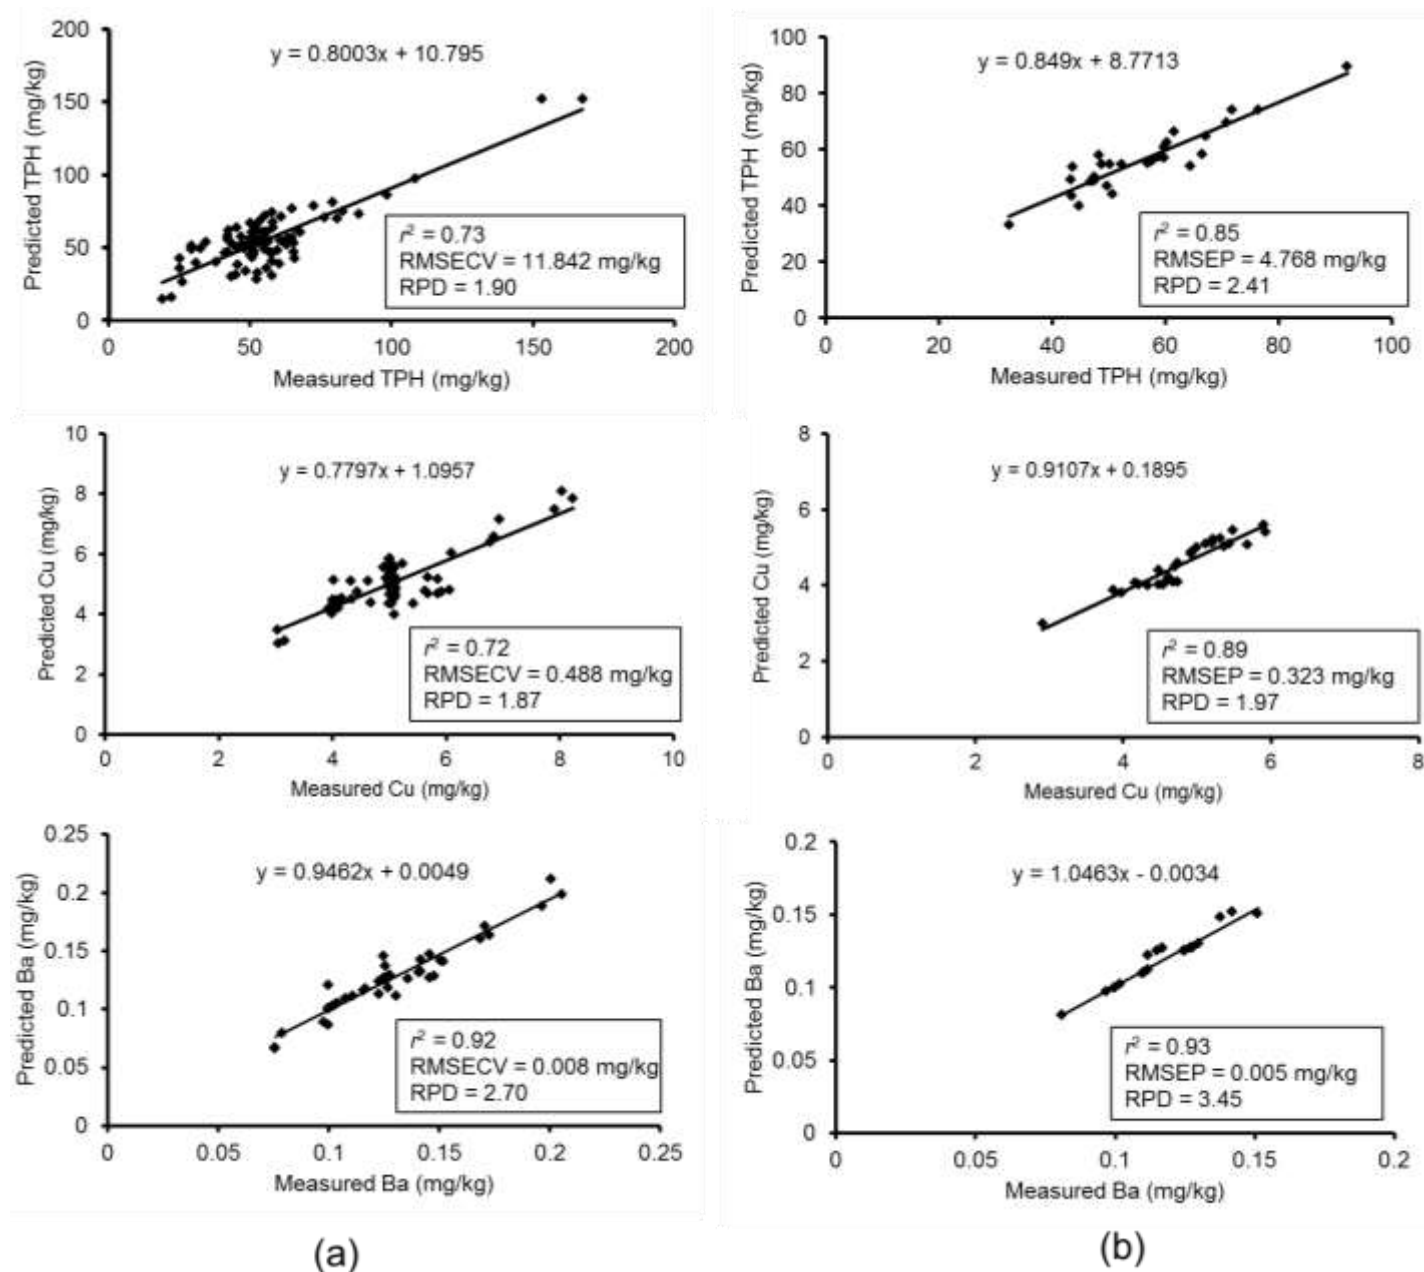 y = 0.8003x + 10.795
Predicted TPH (mg/kg)
200
150
100
50
0
r² = 0.73
RMSECV = 11.842 mg/kg
RPD = 1.90
0 50 100 150 200
Measured TPH (mg/kg)
y = 0.849x + 8.7713
Predicted TPH (mg/kg)
100
80
60
40
20
0
r² = 0.85
RMSEP = 4.768 mg/kg
RPD = 2.41
0 20 40 60 80 100
Measured TPH (mg/kg)
y = 0.7797x + 1.0957
Predicted Cu (mg/kg)
10
8
6
4
2
0
r² = 0.72
RMSECV = 0.488 mg/kg
RPD = 1.87
0 2 4 6 8 10
Measured Cu (mg/kg)
y = 0.9107x + 0.1895
Predicted Cu (mg/kg)
8
6
4
2
0
r² = 0.89
RMSEP = 0.323 mg/kg
RPD = 1.97
0 2 4 6 8
Measured Cu (mg/kg)
y = 0.9462x + 0.0049
Predicted Ba (mg/kg)
0.25
0.2
0.15
0.1
0.05
0
r² = 0.92
RMSECV = 0.008 mg/kg
RPD = 2.70
0 0.05 0.1 0.15 0.2 0.25
Measured Ba (mg/kg)
y = 1.0463x - 0.0034
Predicted Ba (mg/kg)
0.2
0.15
0.1
0.05
0
r² = 0.93
RMSEP = 0.005 mg/kg
RPD = 3.45
0 0.05 0.1 0.15 0.2
Measured Ba (mg/kg)
(a)
(b)